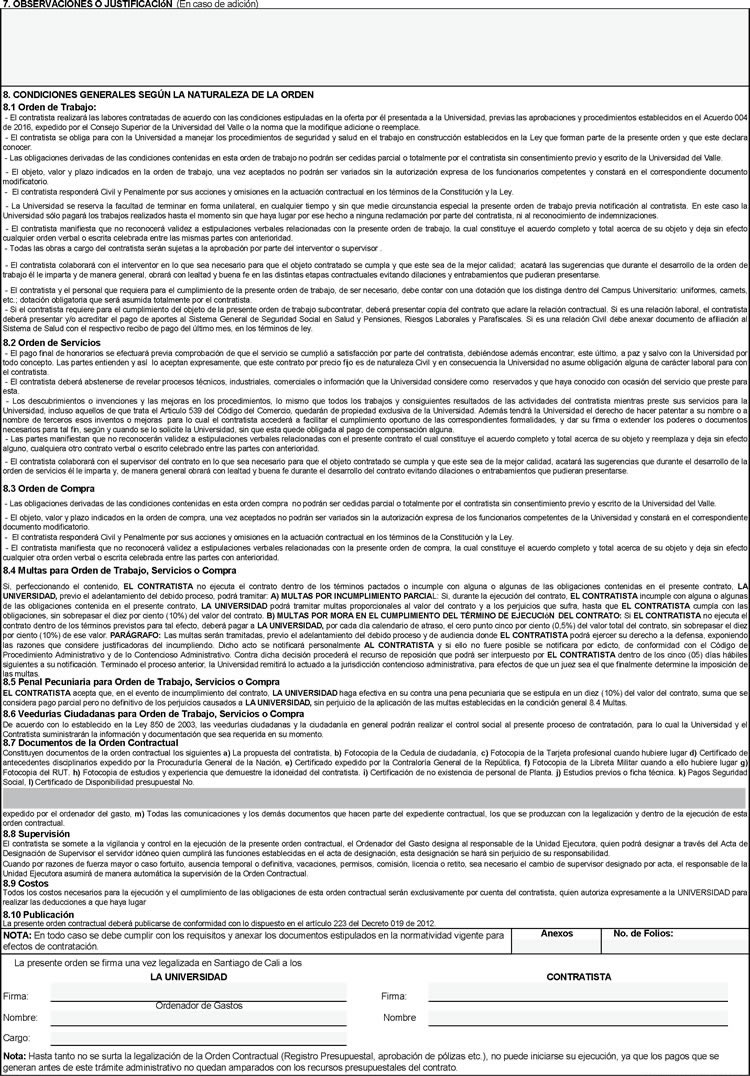 7. OBSERVACIONES O JUSTIFICACIóN (En caso de adición)
8. CONDICIONES GENERALES SEGÚN LA NATURALEZA DE LA ORDEN
8.1 Orden de Trabajo:
- El contratista realizará las labores contratadas de acuerdo con las condiciones estipuladas en la oferta por él presentada a la Universidad, previas las aprobaciones y procedimientos establecidos en el Acuerdo 004
de 2016, expedido por el Consejo Superior de la Universidad del Valle o la norma que la modifique adicione o reemplace.
- El contratista se obliga para con la Universidad a manejar los procedimientos de seguridad y salud en el trabajo en construcción establecidos en la Ley que forman parte de la presente orden y que este declara
conocer.
- Las obligaciones derivadas de las condiciones contenidas en esta orden de trabajo no podrán ser cedidas parcial o totalmente por el contratista sin consentimiento previo y escrito de la Universidad del Valle.
- El objeto, valor y plazo indicados en la orden de trabajo, una vez aceptados no podrán ser variados sin la autorización expresa de los funcionarios competentes y constará en el correspondiente documento
modificatorio.
- El contratista responderá Civil y Penalmente por sus acciones y omisiones en la actuación contractual en los términos de la Constitución y la Ley.
- La Universidad se reserva la facultad de terminar en forma unilateral, en cualquier tiempo y sin que medie circunstancia especial la presente orden de trabajo previa notificación al contratista. En este caso la
Universidad sólo pagará los trabajos realizados hasta el momento sin que haya lugar por ese hecho a ninguna reclamación por parte del contratista, ni al reconocimiento de indemnizaciones.
- El contratista manifiesta que no reconocerá validez a estipulaciones verbales relacionadas con la presente orden de trabajo, la cual constituye el acuerdo completo y total acerca de su objeto y deja sin efecto
cualquier orden verbal o escrita celebrada entre las mismas partes con anterioridad.
- Todas las obras a cargo del contratista serán sujetas a la aprobación por parte del interventor o supervisor .
- El contratista colaborará con el interventor en lo que sea necesario para que el objeto contratado se cumpla y que este sea de la mejor calidad; acatará las sugerencias que durante el desarrollo de la orden de
trabajo él le imparta y de manera general, obrará con lealtad y buena fe en las distintas etapas contractuales evitando dilaciones y entrabamientos que pudieran presentarse.
- El contratista y el personal que requiera para el cumplimiento de la presente orden de trabajo, de ser necesario, debe contar con una dotación que los distinga dentro del Campus Universitario: uniformes, carnets,
etc.; dotación obligatoria que será asumida totalmente por el contratista.
- Si el contratista requiere para el cumplimiento del objeto de la presente orden de trabajo subcontratar, deberá presentar copia del contrato que aclare la relación contractual. Si es una relación laboral, el contratista
deberá presentar y/o acreditar el pago de aportes al Sistema General de Seguridad Social en Salud y Pensiones, Riesgos Laborales y Parafiscales. Si es una relación Civil debe anexar documento de afiliación al
Sistema de Salud con el respectivo recibo de pago del último mes, en los términos de ley.
8.2 Orden de Servicios
- El pago final de honorarios se efectuará previa comprobación de que el servicio se cumplió a satisfacción por parte del contratista, debiéndose además encontrar, este último, a paz y salvo con la Universidad por
todo concepto. Las partes entienden y así lo aceptan expresamente, que este contrato por precio fijo es de naturaleza Civil y en consecuencia la Universidad no asume obligación alguna de carácter laboral para con
el contratista.
- El contratista deberá abstenerse de revelar procesos técnicos, industriales, comerciales o información que la Universidad considere como reservados y que haya conocido con ocasión del servicio que preste para
esta.
- Los descubrimientos o invenciones y las mejoras en los procedimientos, lo mismo que todos los trabajos y consiguientes resultados de las actividades del contratista mientras preste sus servicios para la
Universidad, incluso aquellos de que trata el Articulo 539 del Código del Comercio, quedarán de propiedad exclusiva de la Universidad. Además tendrá la Universidad el derecho de hacer patentar a su nombre o a
nombre de terceros esos inventos o mejoras para lo cual el contratista accederá a facilitar el cumplimiento oportuno de las correspondientes formalidades, y dar su firma o extender los poderes o documentos
necesarios para tal fin, según y cuando se lo solicite la Universidad, sin que esta quede obligada al pago de compensación alguna.
- Las partes manifiestan que no reconocerán validez a estipulaciones verbales relacionadas con el presente contrato el cual constituye el acuerdo completo y total acerca de su objeto y reemplaza y deja sin efecto
alguno, cualquiera otro contrato verbal o escrito celebrado entre las partes con anterioridad.
- El contratista colaborará con el supervisor del contrato en lo que sea necesario para que el objeto contratado se cumpla y que este sea de la mejor calidad, acatará las sugerencias que durante el desarrollo de la
orden de servicios él le imparta y, de manera general obrará con lealtad y buena fe durante el desarrollo del contrato evitando dilaciones o entrabamientos que pudieran presentarse.
8.3 Orden de Compra
- Las obligaciones derivadas de las condiciones contenidas en esta orden compra no podrán ser cedidas parcial o totalmente por el contratista sin consentimiento previo y escrito de la Universidad del Valle.
- El objeto, valor y plazo indicados en la orden de compra, una vez aceptados no podrán ser variados sin la autorización expresa de los funcionarios competentes de la Universidad y constará en el correspondiente
documento modificatorio.
- El contratista responderá Civil y Penalmente por sus acciones y omisiones en la actuación contractual en los términos de la Constitución y la Ley.
- El contratista manifiesta que no reconocerá validez a estipulaciones verbales relacionadas con la presente orden de compra, la cual constituye el acuerdo completo y total acerca de su objeto y deja sin efecto
cualquier otra orden verbal o escrita celebrada entre las partes con anterioridad.
8.4 Multas para Orden de Trabajo, Servicios o Compra
Si, perfeccionando el contenido, EL CONTRATISTA no ejecuta el contrato dentro de los términos pactados o incumple con alguna o algunas de las obligaciones contenidas en el presente contrato, LA
UNIVERSIDAD, previo el adelantamiento del debido proceso, podrá tramitar: A) MULTAS POR INCUMPLIMIENTO PARCIAL: Si, durante la ejecución del contrato, EL CONTRATISTA incumple con alguna o algunas
de las obligaciones contenida en el presente contrato, LA UNIVERSIDAD podrá tramitar multas proporcionales al valor del contrato y a los perjuicios que sufra, hasta que EL CONTRATISTA cumpla con las
obligaciones, sin sobrepasar el diez por ciento (10%) del valor del contrato. B) MULTAS POR MORA EN EL CUMPLIMIENTO DEL TÉRMINO DE EJECUCIóN DEL CONTRATO: Si EL CONTRATISTA no ejecuta el
contrato dentro de los términos previstos para tal efecto, deberá pagar a LA UNIVERSIDAD, por cada día calendario de atraso, el cero punto cinco por ciento (0,5%) del valor total del contrato, sin sobrepasar el diez
por ciento (10%) de ese valor. PARÁGRAFO: Las multas serán tramitadas, previo el adelantamiento del debido proceso y de audiencia donde EL CONTRATISTA podrá ejercer su derecho a la defensa, exponiendo
las razones que considere justificadoras del incumpliendo. Dicho acto se notificará personalmente AL CONTRATISTA y si ello no fuere posible se notificara por edicto, de conformidad con el Código de
Procedimiento Administrativo y de lo Contencioso Administrativo. Contra dicha decisión procederá el recurso de reposición que podrá ser interpuesto por EL CONTRATISTA dentro de los cinco (05) días hábiles
siguientes a su notificación. Terminado el proceso anterior, la Universidad remitirá lo actuado a la jurisdicción contencioso administrativa, para efectos de que un juez sea el que finalmente determine la imposición de
las multas.
8.5 Penal Pecuniaria para Orden de Trabajo, Servicios o Compra
EL CONTRATISTA acepta que, en el evento de incumplimiento del contrato, LA UNIVERSIDAD haga efectiva en su contra una pena pecuniaria que se estipula en un diez (10%) del valor del contrato, suma que se
considera pago parcial pero no definitivo de los perjuicios causados a LA UNIVERSIDAD, sin perjuicio de la aplicación de las multas establecidas en la condición general 8.4 Multas.
8.6 Veedurías Ciudadanas para Orden de Trabajo, Servicios o Compra
De acuerdo con lo establecido en la Ley 850 de 2003, las veedurías ciudadanas y la ciudadanía en general podrán realizar el control social al presente proceso de contratación, para lo cual la Universidad y el
Contratista suministrarán la información y documentación que sea requerida en su momento.
8.7 Documentos de la Orden Contractual
Constituyen documentos de la orden contractual los siguientes a) La propuesta del contratista, b) Fotocopia de la Cedula de ciudadanía, c) Fotocopia de la Tarjeta profesional cuando hubiere lugar d) Certificado de
antecedentes disciplinarios expedido por la Procuraduría General de la Nación, e) Certificado expedido por la Contraloría General de la República, f) Fotocopia de la Libreta Militar cuando a ello hubiere lugar g)
Fotocopia del RUT. h) Fotocopia de estudios y experiencia que demuestre la idoneidad del contratista. i) Certificación de no existencia de personal de Planta. j) Estudios previos o ficha técnica. k) Pagos Seguridad
Social, l) Certificado de Disponibilidad presupuestal No.
expedido por el ordenador del gasto, m) Todas las comunicaciones y los demás documentos que hacen parte del expediente contractual, los que se produzcan con la legalización y dentro de la ejecución de esta
orden contractual.
8.8 Supervisión
El contratista se somete a la vigilancia y control en la ejecución de la presente orden contractual, el Ordenador del Gasto designa al responsable de la Unidad Ejecutora, quien podrá designar a través del Acta de
Designación de Supervisor el servidor idóneo quien cumplirá las funciones establecidas en el acta de designación, esta designación se hará sin perjuicio de su responsabilidad.
Cuando por razones de fuerza mayor o caso fortuito, ausencia temporal o definitiva, vacaciones, permisos, comisión, licencia o retiro, sea necesario el cambio de supervisor designado por acta, el responsable de la
Unidad Ejecutora asumirá de manera automática la supervisión de la Orden Contractual.
8.9 Costos
Todos los costos necesarios para la ejecución y el cumplimiento de las obligaciones de esta orden contractual serán exclusivamente por cuenta del contratista, quien autoriza expresamente a la UNIVERSIDAD para
realizar las deducciones a que haya lugar
8.10 Publicación
La presente orden contractual deberá publicarse de conformidad con lo dispuesto en el artículo 223 del Decreto 019 de 2012.
NOTA: En todo caso se debe cumplir con los requisitos y anexar los documentos estipulados en la normatividad vigente para
efectos de contratación.
Anexos
No. de Folios:
La presente orden se firma una vez legalizada en Santiago de Cali a los
LA UNIVERSIDAD
CONTRATISTA
Firma:
Firma:
Ordenador de Gastos
Nombre:
Nombre
Cargo:
Nota: Hasta tanto no se surta la legalización de la Orden Contractual (Registro Presupuestal, aprobación de pólizas etc.), no puede iniciarse su ejecución, ya que los pagos que se
generan antes de este trámite administrativo no quedan amparados con los recursos presupuestales del contrato.